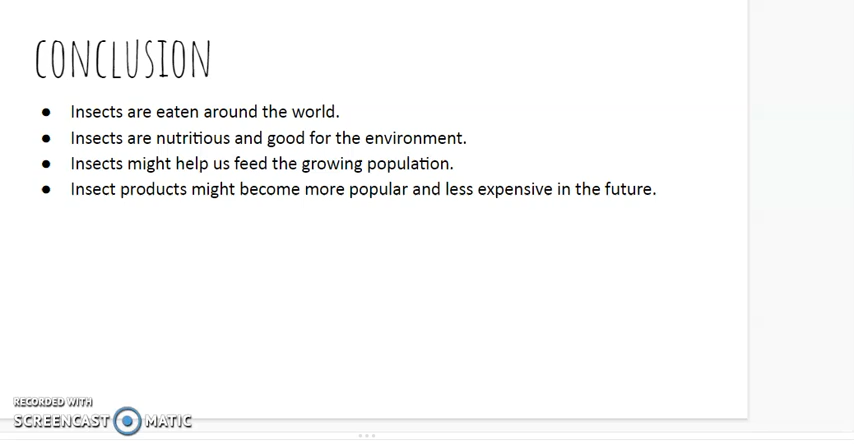 CONCLUSION
● Insects are eaten around the world.
● Insects are nutritious and good for the environment.
● Insects might help us feed the growing population.
● Insect products might become more popular and less expensive in the future.
RECORDED WITH
SCREENCAST MATIC